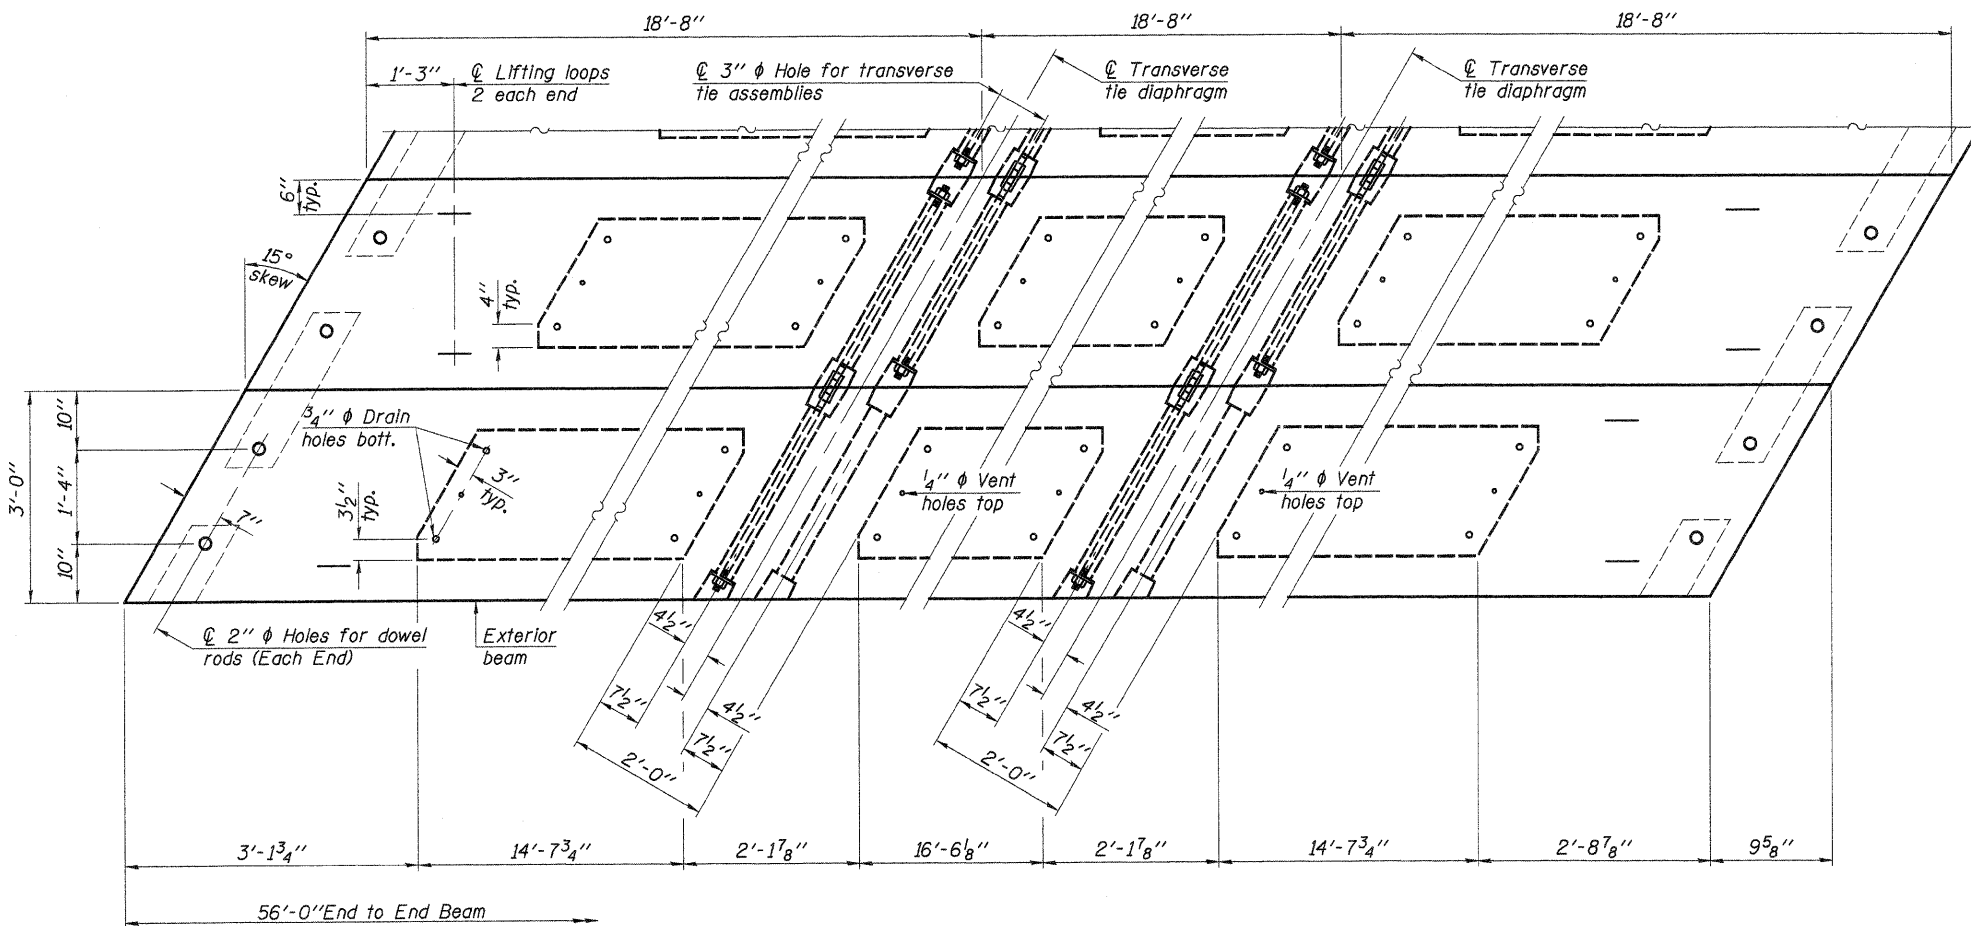 18'-8"
18'-8"
18'-8"
1'-3"
℄ Lifting loops
2 each end
℄ 3" ϕ Hole for transverse
tie assemblies
℄ Transverse
tie diaphragm
℄ Transverse
tie diaphragm
6"
typ.
15°
skew
4"
typ.
3'-0"
10"
1'-4"
10"
3/4" ϕ Drain
holes bott.
3"
typ.
3 1/2"
typ.
7"
1/4" ϕ Vent
holes top
1/4" ϕ Vent
holes top
℄ 2" ϕ Holes for dowel
rods (Each End)
Exterior
beam
4 1/2"
7 1/2"
4 1/2"
7 1/2"
2'-0"
4 1/2"
7 1/2"
4 1/2"
7 1/2"
2'-0"
3'-1 3/4"
14'-7 3/4"
2'-1 7/8"
16'-6 1/8"
2'-1 7/8"
14'-7 3/4"
2'-8 7/8"
9 5/8"
56'-0" End to End Beam